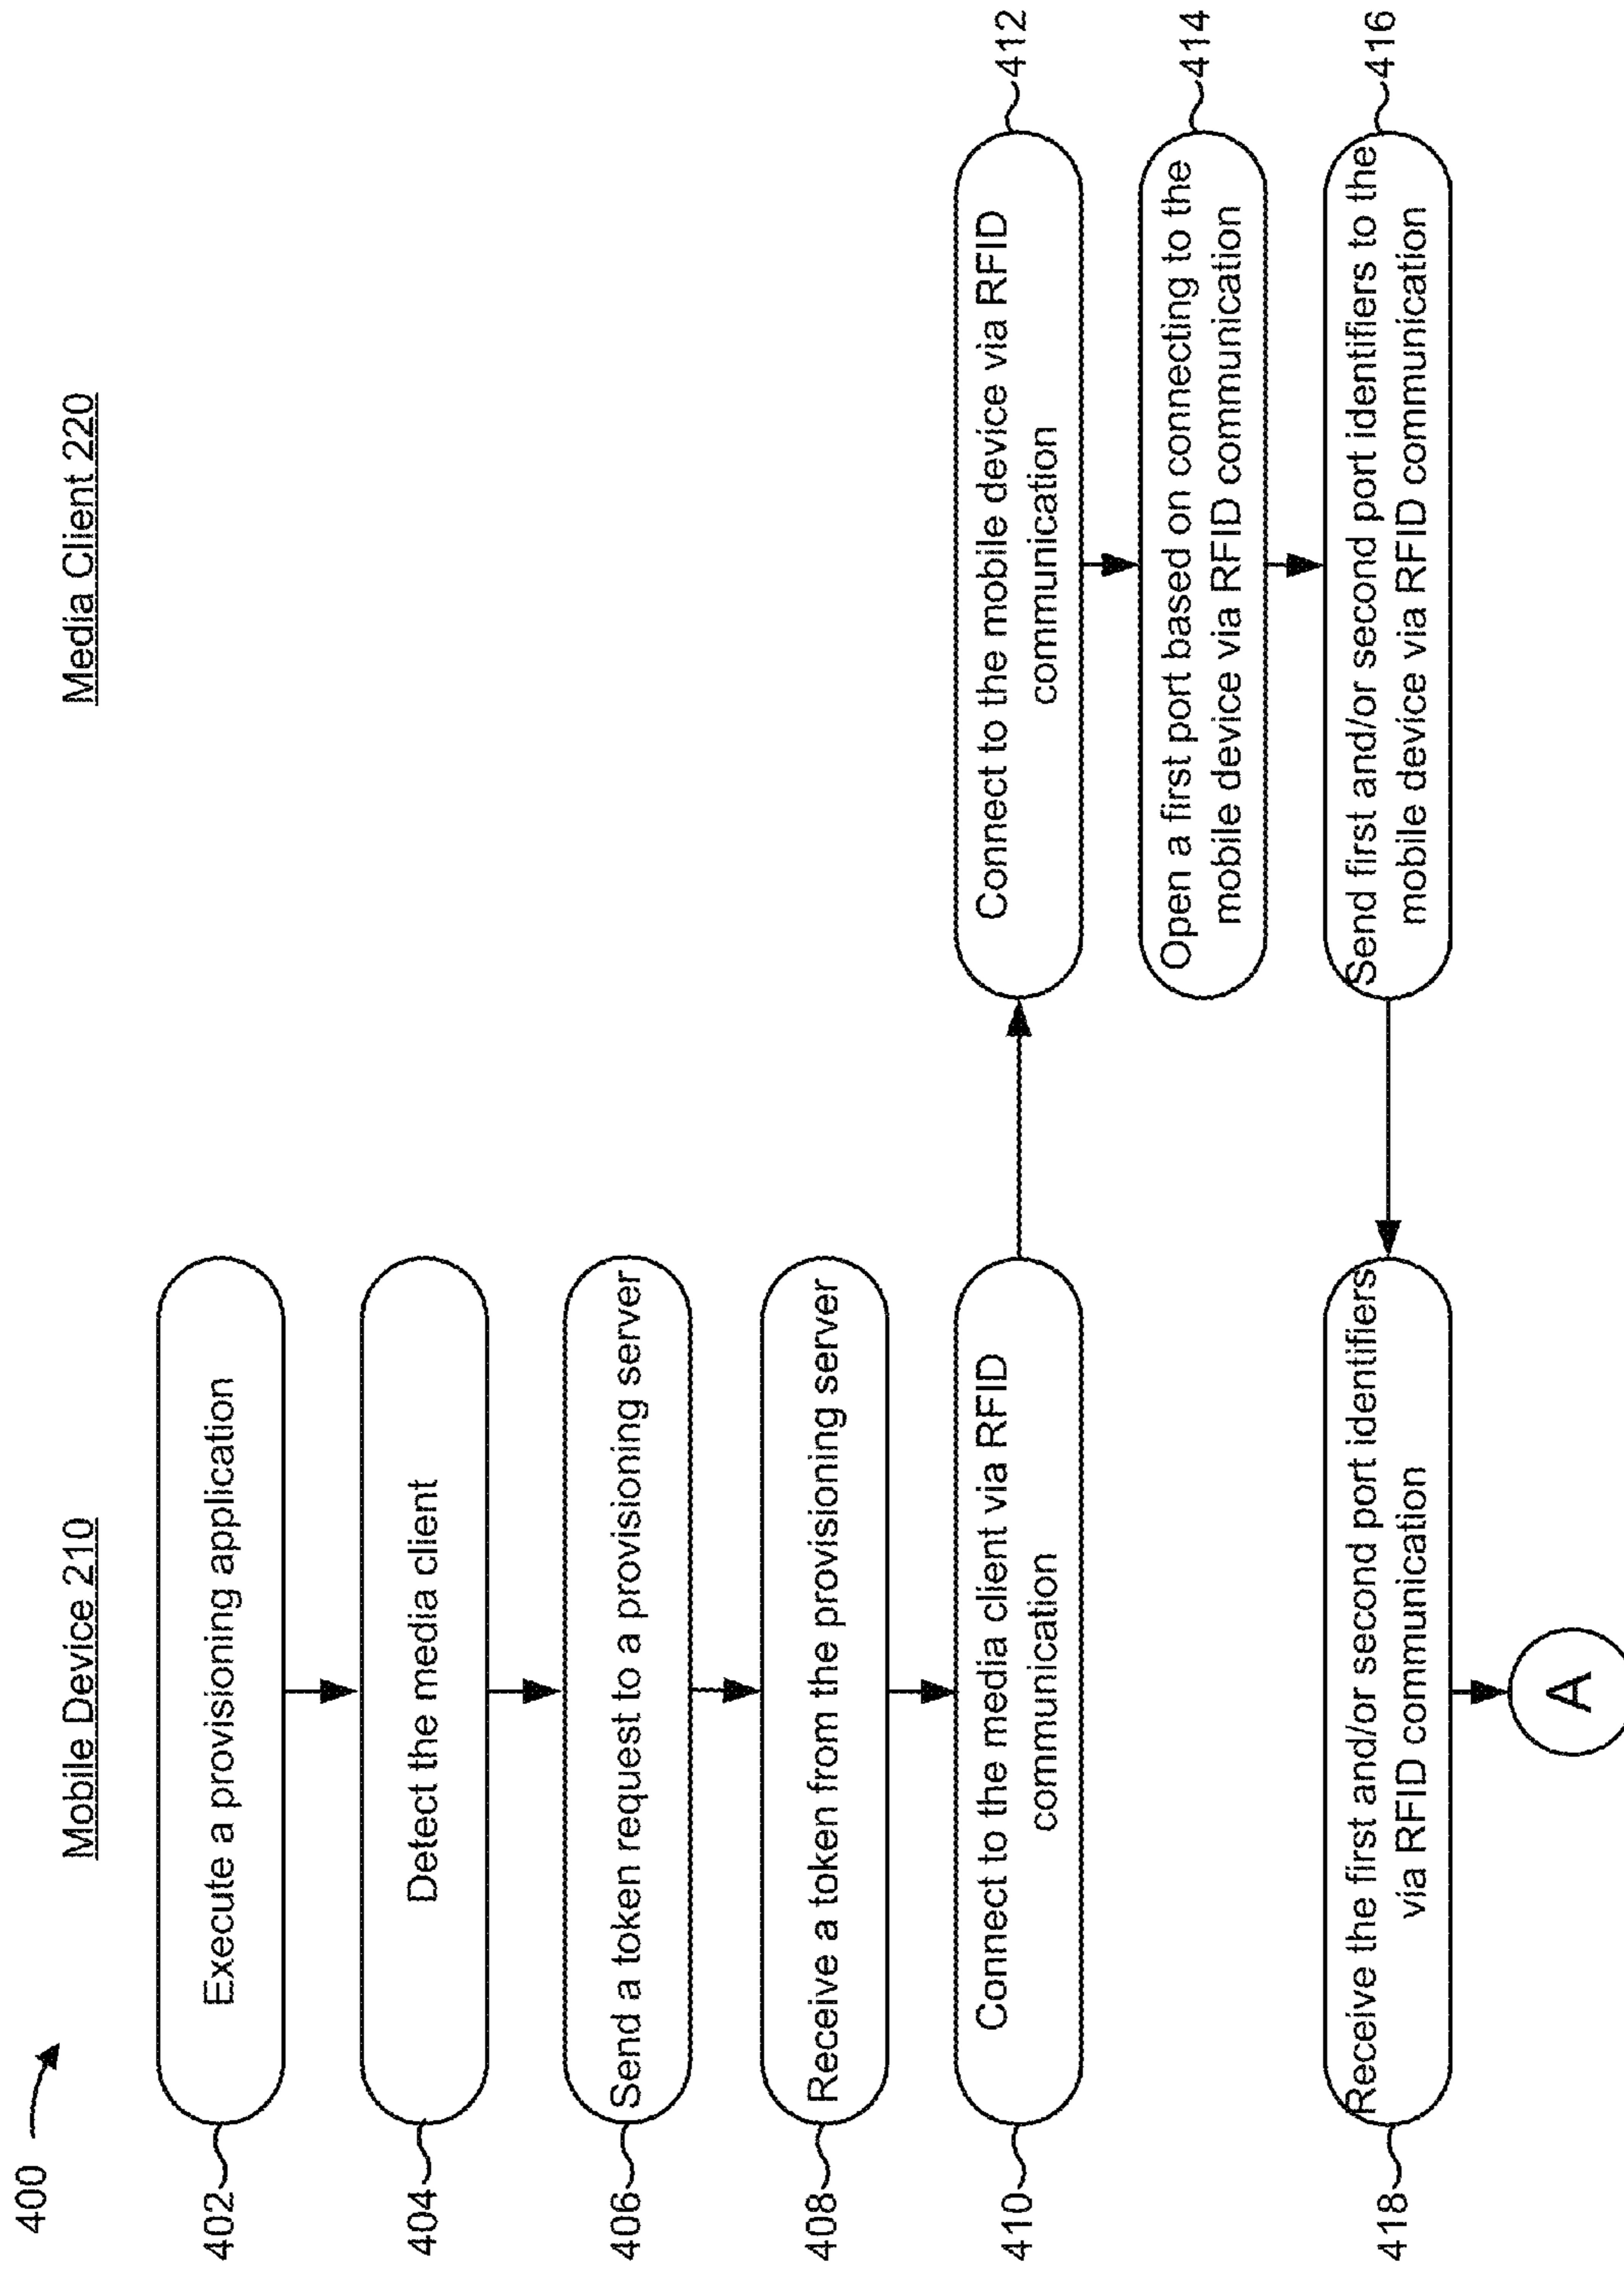 400
Mobile Device 210
Media Client 220
402
Execute a provisioning application
404
Detect the media client
406
Send a token request to a provisioning server
408
Receive a token from the provisioning server
410
Connect to the media client via RFID
communication
412
Connect to the mobile device via RFID
communication
414
Open a first port based on connecting to the
mobile device via RFID communication
416
Send first and/or second port identifiers to the
mobile device via RFID communication
418
Receive the first and/or second port identifiers
via RFID communication
A